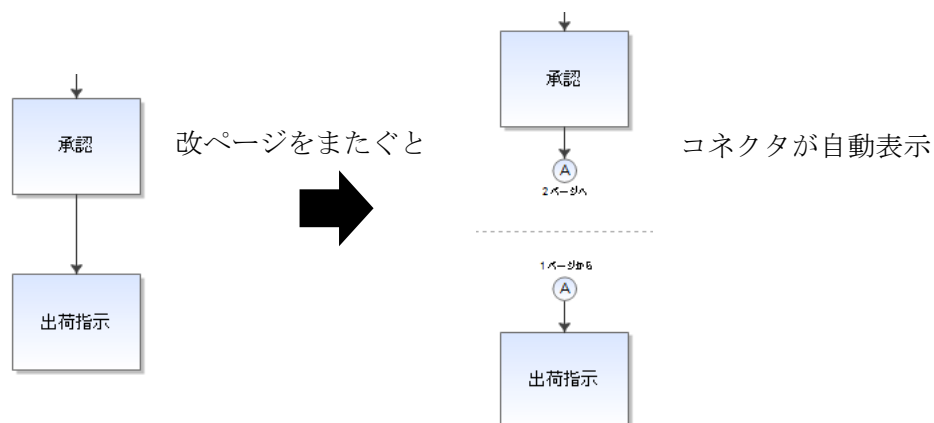 承認
出荷指示
改ページをまたぐと
承認
A
2ページへ
1ページから
A
出荷指示
コネクタが自動表示